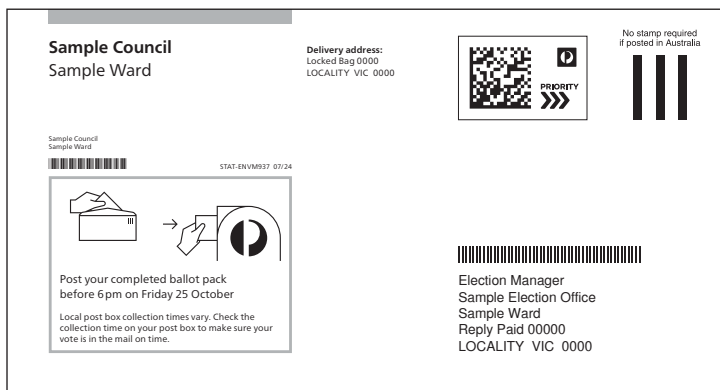 Sample Council
Sample Ward
Delivery address:
Locked Bag 0000
LOCALITY VIC 0000
PRIORITY
No stamp required
if posted in Australia
Sample Council
Sample Ward
STAT-ENVM937 07/24
Post your completed ballot pack
before 6pm on Friday 25 October
Local post box collection times vary. Check the
collection time on your post box to make sure your
vote is in the mail on time.
Election Manager
Sample Election Office
Sample Ward
Reply Paid 00000
LOCALITY VIC 0000